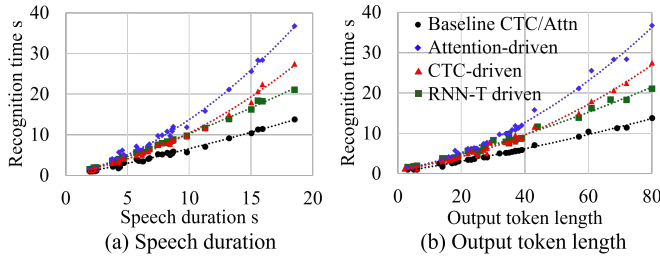 Recognition time s
40
30
20
10
0
0 5 10 15 20
Speech duration s
(a) Speech duration
Recognition time s
40
30
20
10
0
Baseline CTC/Attn
Attention-driven
CTC-driven
RNN-T driven
0 20 40 60 80
Output token length
(b) Output token length